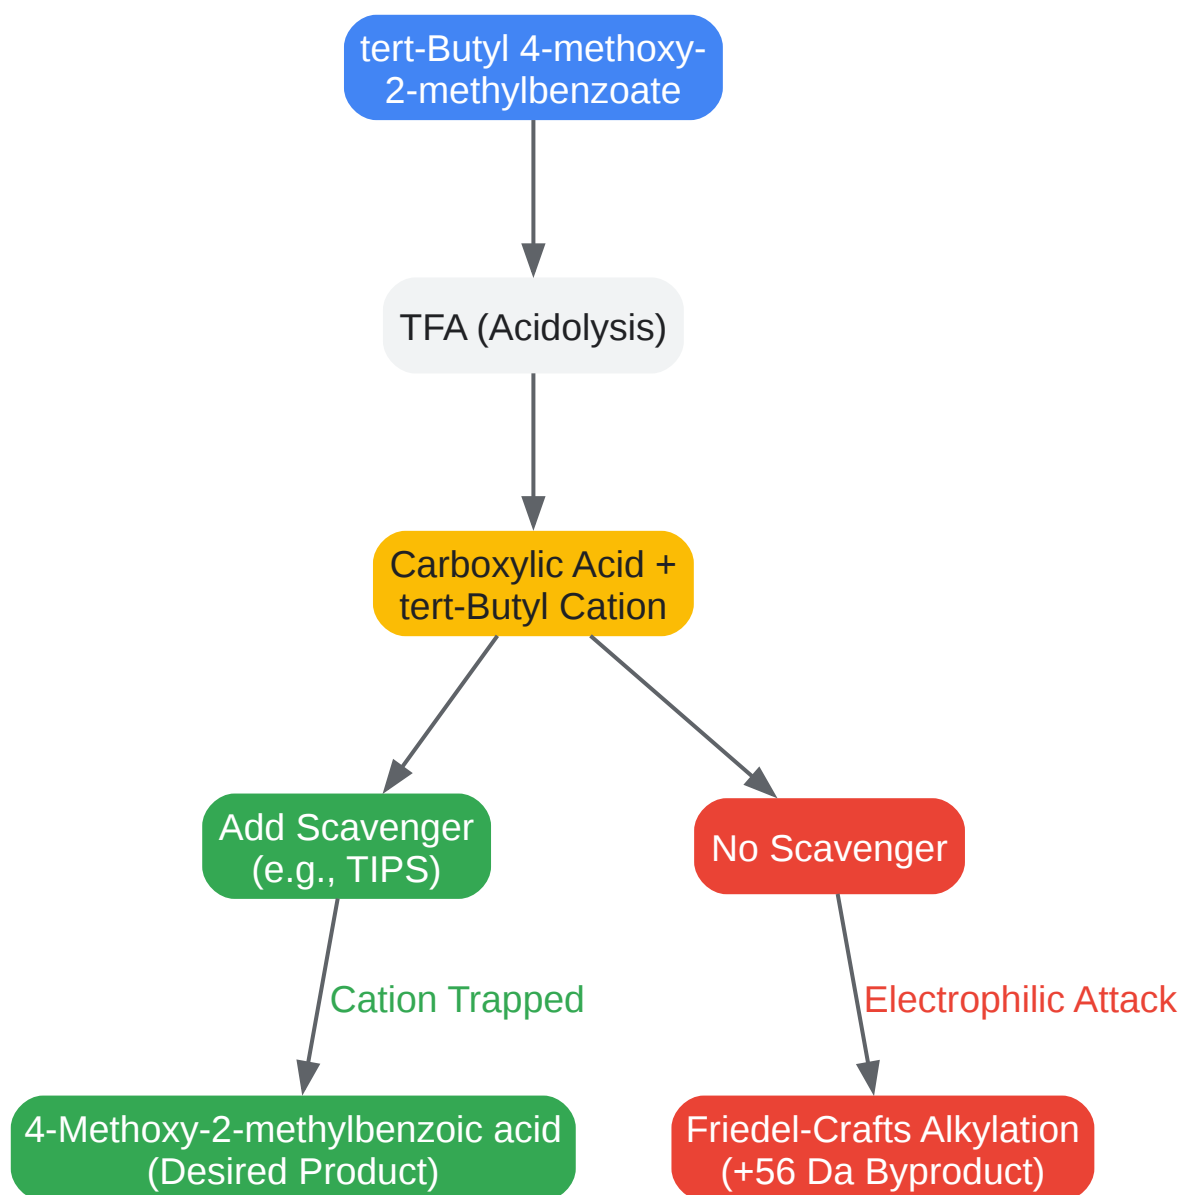 tert-Butyl 4-methoxy-
2-methylbenzoate
TFA (Acidolysis)
Carboxylic Acid +
tert-Butyl Cation
Add Scavenger
(e.g., TIPS)
No Scavenger
Cation Trapped
Electrophilic Attack
4-Methoxy-2-methylbenzoic acid
(Desired Product)
Friedel-Crafts Alkylation
(+56 Da Byproduct)